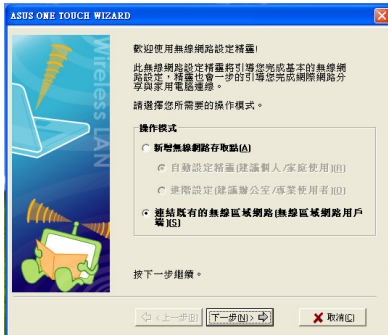 ASUS ONE TOUCH WIZARD
Wireless LAN
歡迎使用無線網路設定精靈!
此無線網路設定精靈將引導您完成基本的無線網
路設定，精靈也會一步的引導您完成網際網路分
享與家用電腦連線。
請選擇您所需要的操作模式。
操作模式
新增無線網路存取點(A)
自動設定精靈(建議個人/家庭使用)(H)
進階設定(建議辦公室/專業使用者)(O)
連結既有的無線區域網路(無線區域網路用戶
端)(S)
按下一步繼續。
<上一步(B) 下一步(N)> 取消(C)